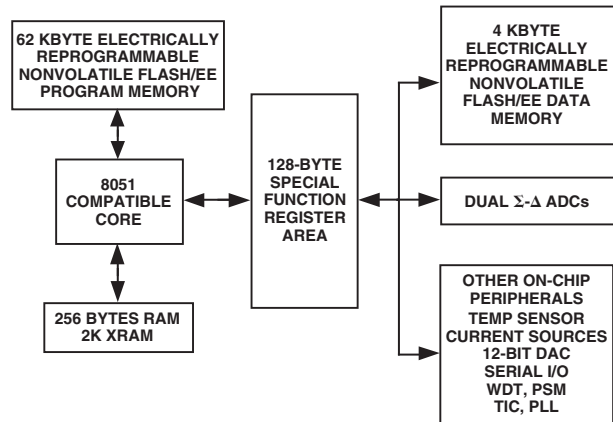 62 KBYTE ELECTRICALLY
REPROGRAMMABLE
NONVOLATILE FLASH/EE
PROGRAM MEMORY
8051
COMPATIBLE
CORE
256 BYTES RAM
2K XRAM
128-BYTE
SPECIAL
FUNCTION
REGISTER
AREA
4 KBYTE
ELECTRICALLY
REPROGRAMMABLE
NONVOLATILE
FLASH/EE DATA
MEMORY
DUAL Σ-Δ ADCs
OTHER ON-CHIP
PERIPHERALS
TEMP SENSOR
CURRENT SOURCES
12-BIT DAC
SERIAL I/O
WDT, PSM
TIC, PLL